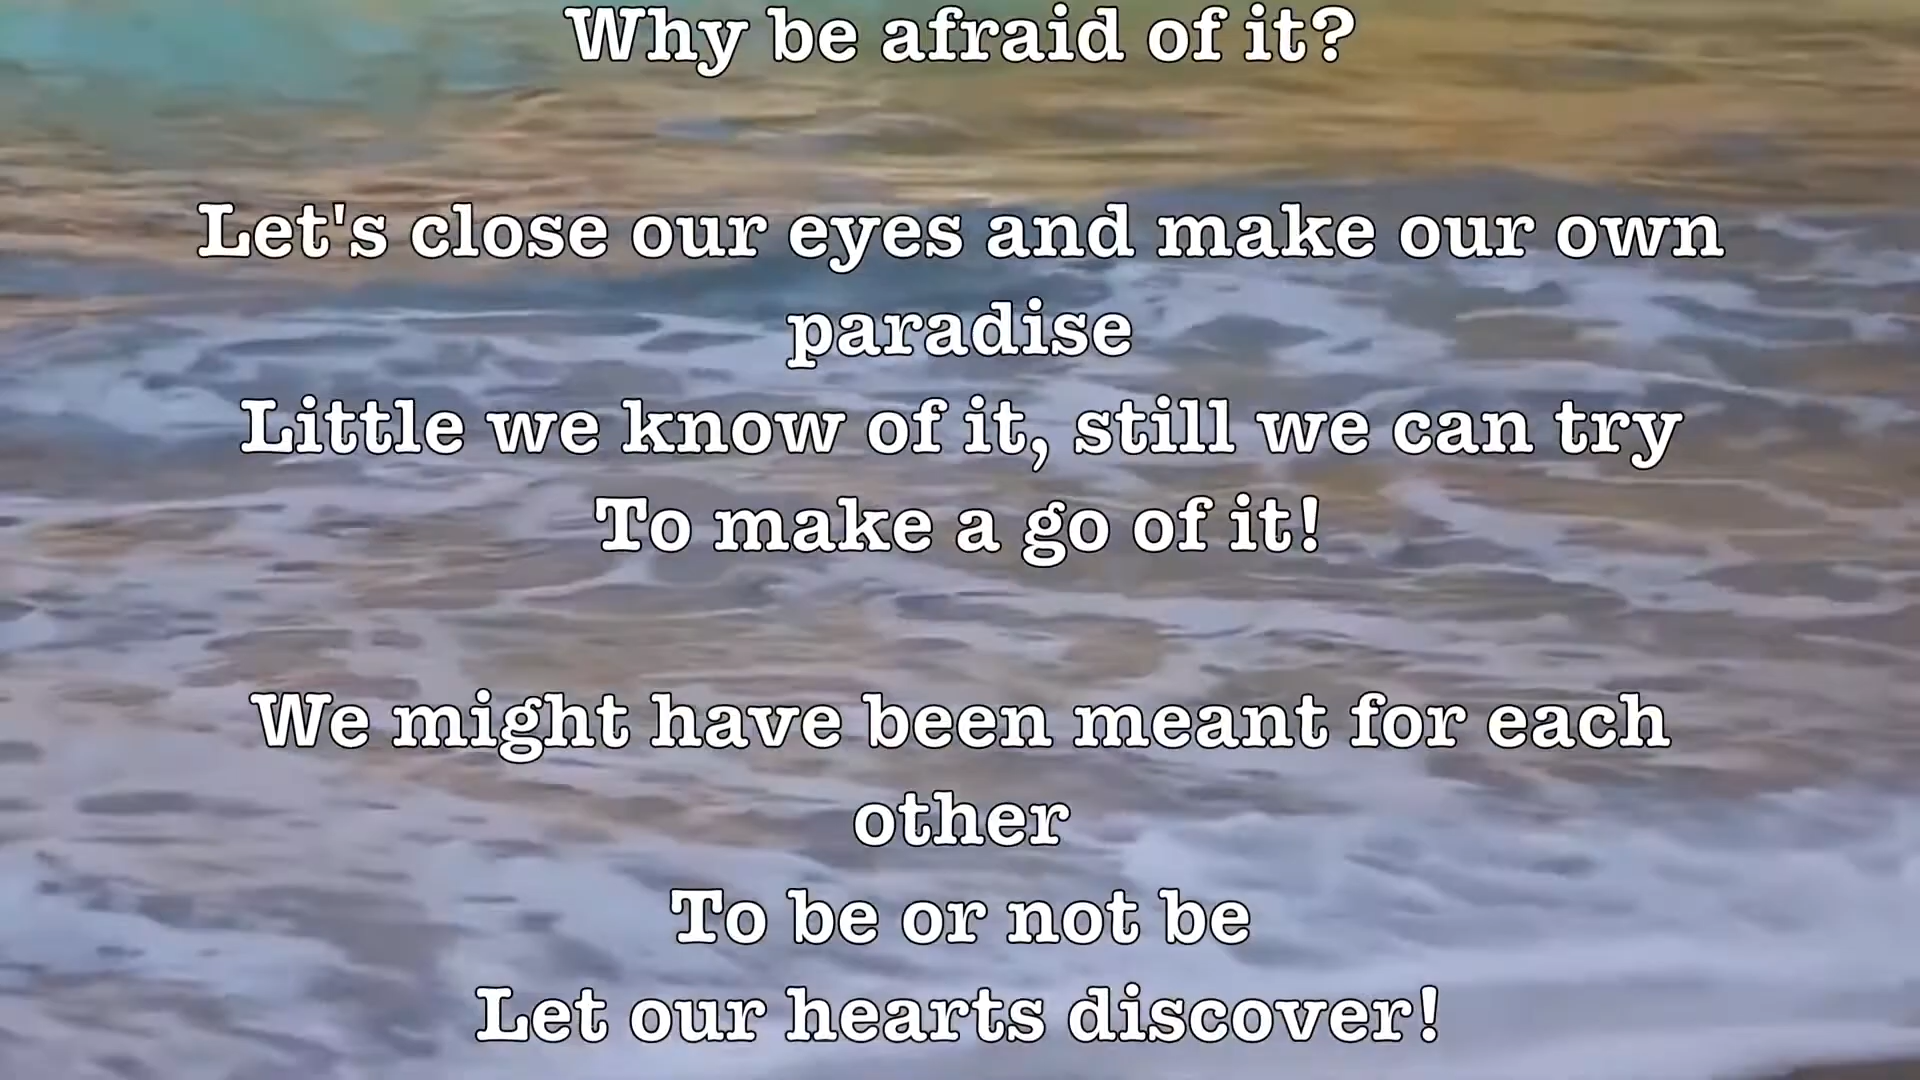 Why be afraid of it?
Let's close our eyes and make our own
paradise
Little we know of it, still we can try
To make a go of it!
We might have been meant for each
other
To be or not be
Let our hearts discover!